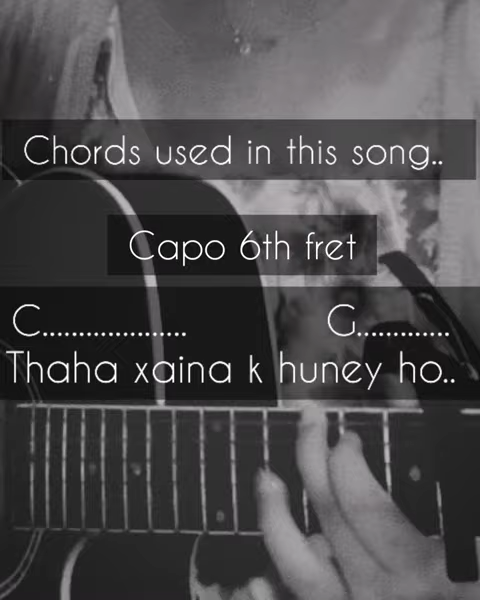 Chords used in this song..
Capo 6th fret
C.................... G.............
Thaha xaina k huney ho..